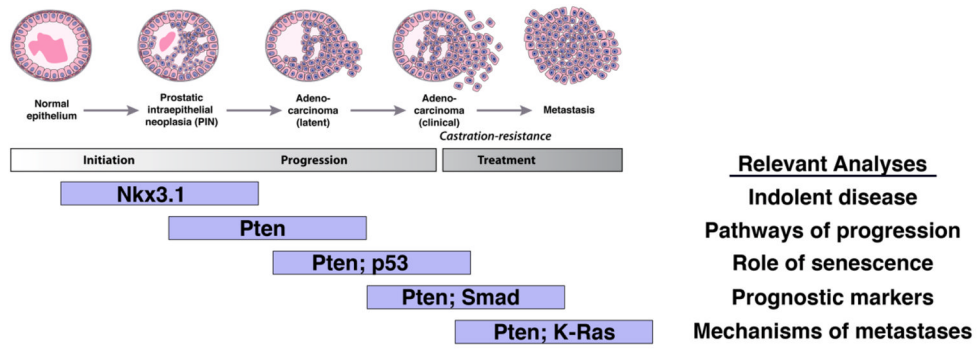 Normal
epithelium
Prostatic
intraepithelial
neoplasia (PIN)
Adeno-
carcinoma
(latent)
Adeno-
carcinoma
(clinical)
Metastasis
Castration-resistance
Initiation
Progression
Treatment
Relevant Analyses
Nkx3.1
Indolent disease
Pten
Pathways of progression
Pten; p53
Role of senescence
Pten; Smad
Prognostic markers
Pten; K-Ras
Mechanisms of metastases